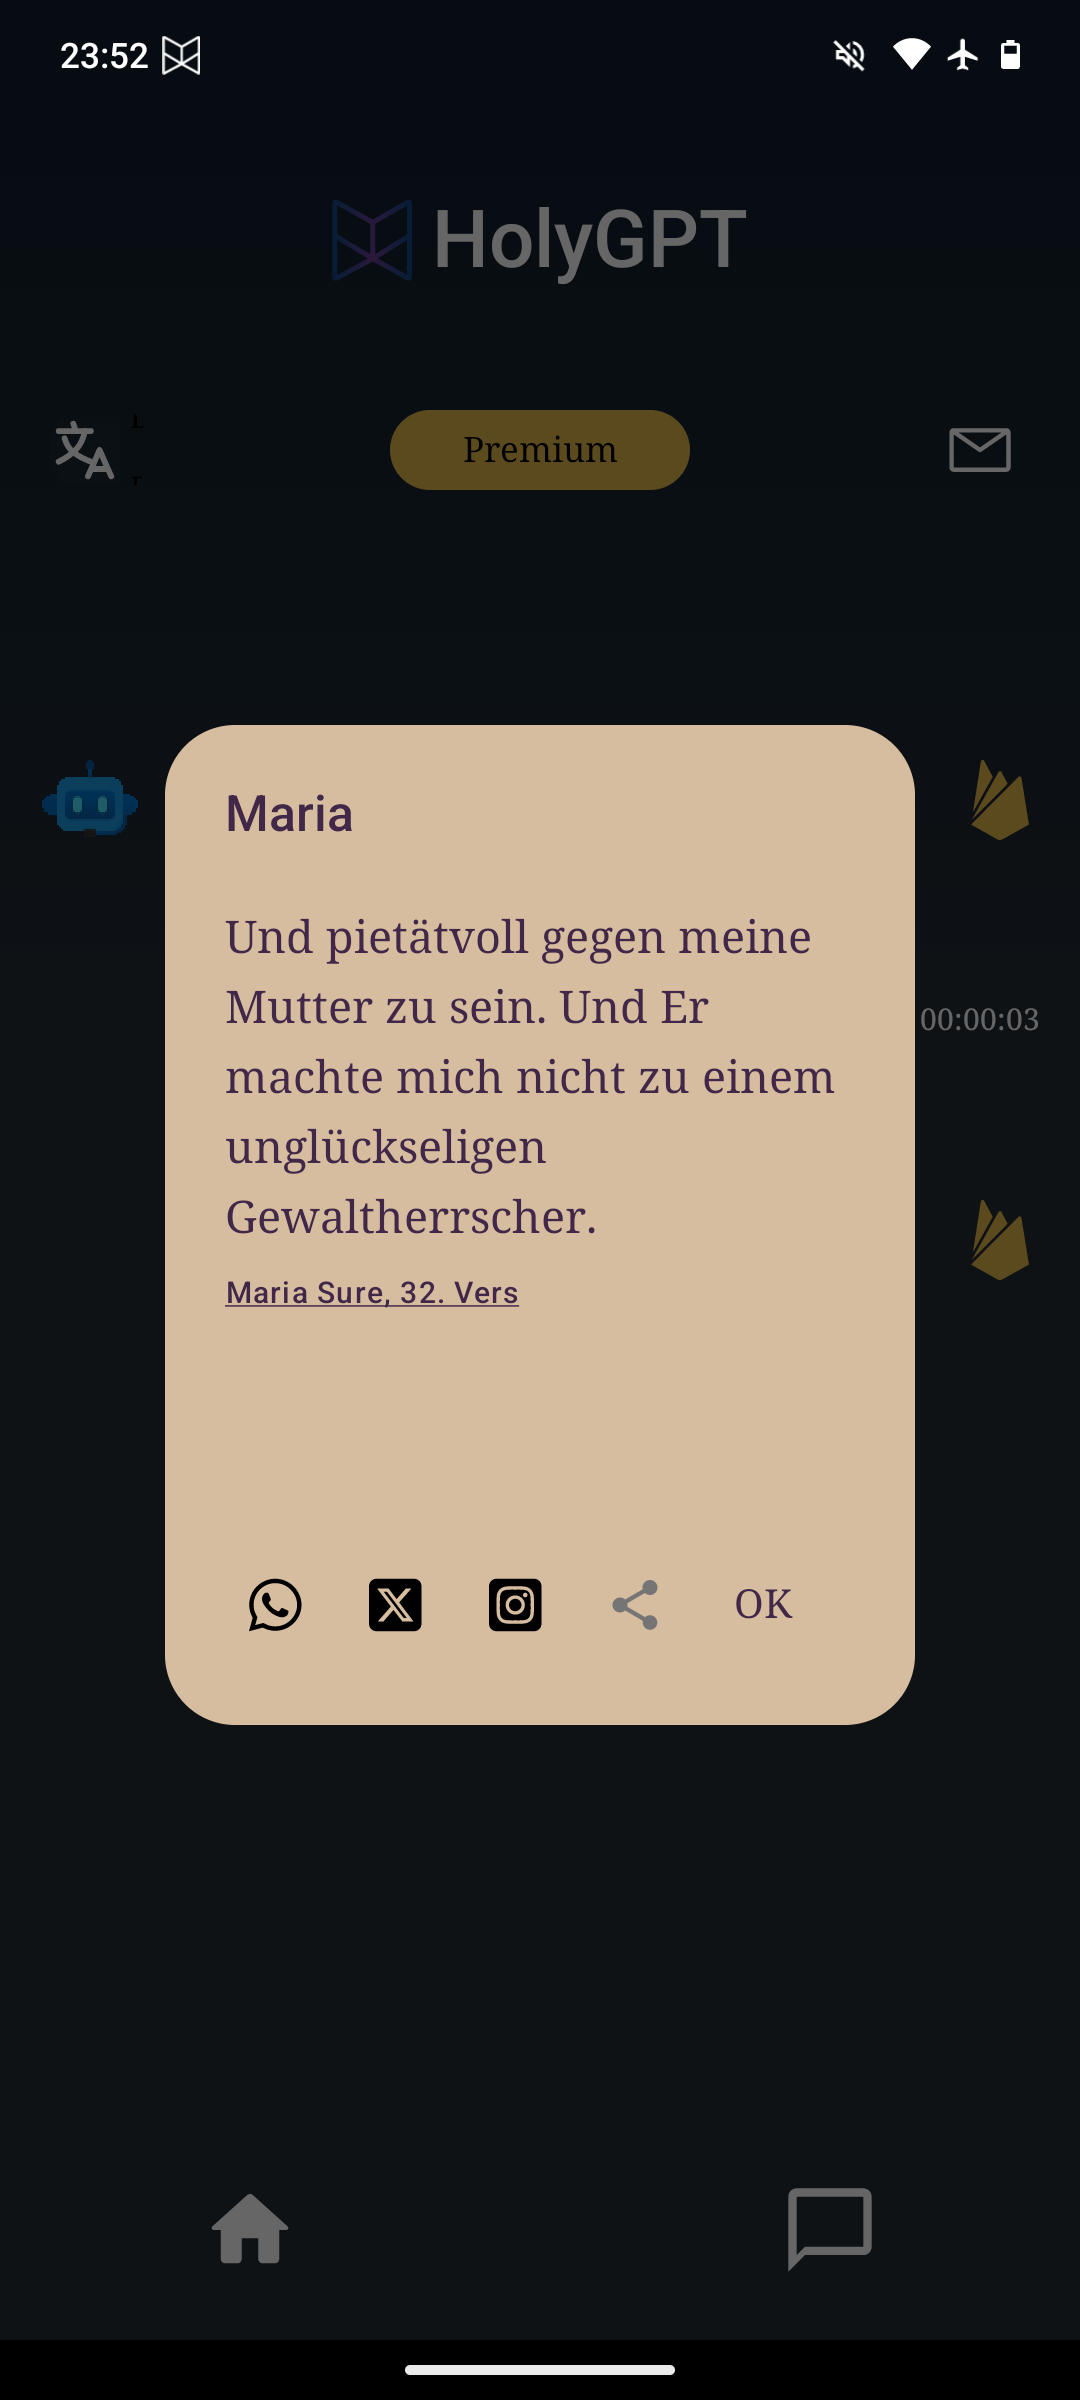 23:52
HolyGPT
Premium
Maria
Und pietätvoll gegen meine
Mutter zu sein. Und Er
machte mich nicht zu einem
unglückseligen
Gewaltherrscher.
Maria Sure, 32. Vers
00:00:03
OK